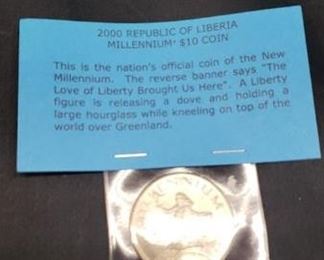 2000 REPUBLIC OF LIBERIA
MILLENNIUM' $10 COIN
This is the nation's official coin of the New
Millennium. The reverse banner says "The
Love of Liberty Brought Us Here". A Liberty
figure is releasing a dove and holding a
large hourglass while kneeling on top of the
world over Greenland.
MILLENNIUM